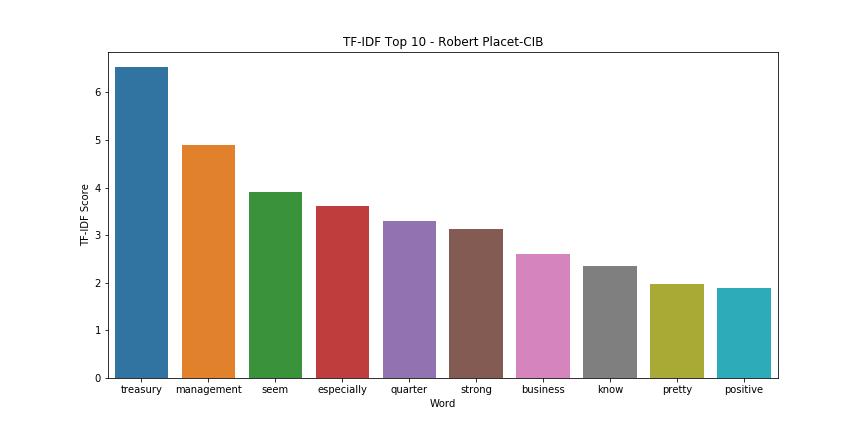 TF-IDF Top 10 - Robert Placet-CIB
TF-IDF Score
6
5
4
3
2
1
0
treasury management seem especially quarter strong business know pretty positive
Word